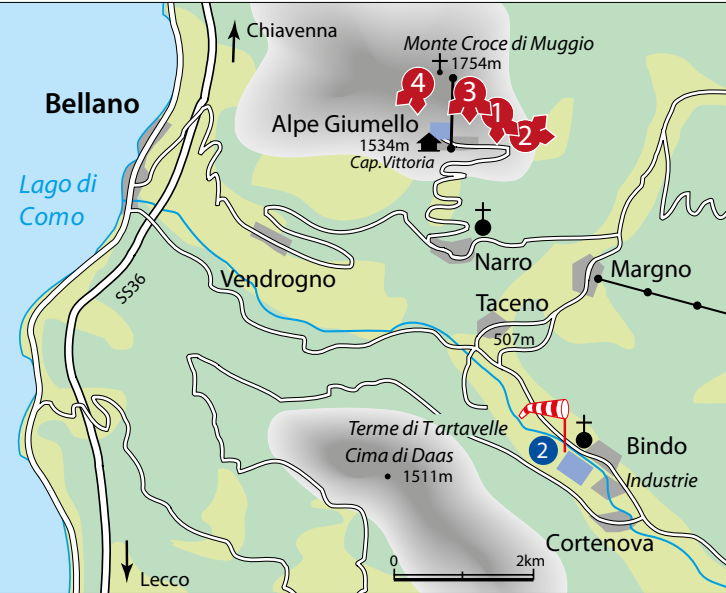 Chiavenna
Monte Croce di Muggio
1754m
4
3
Bellano
1
Alpe Giumello
2
1534m
Cap.Vittoria
Lago di
Como
Narro
Margno
Vendrogno
SS36
Taceno
507m
Terme di Tartavelle
Bindo
2
Cima di Daas
1511m
Industrie
Cortenova
0
2km
Lecco